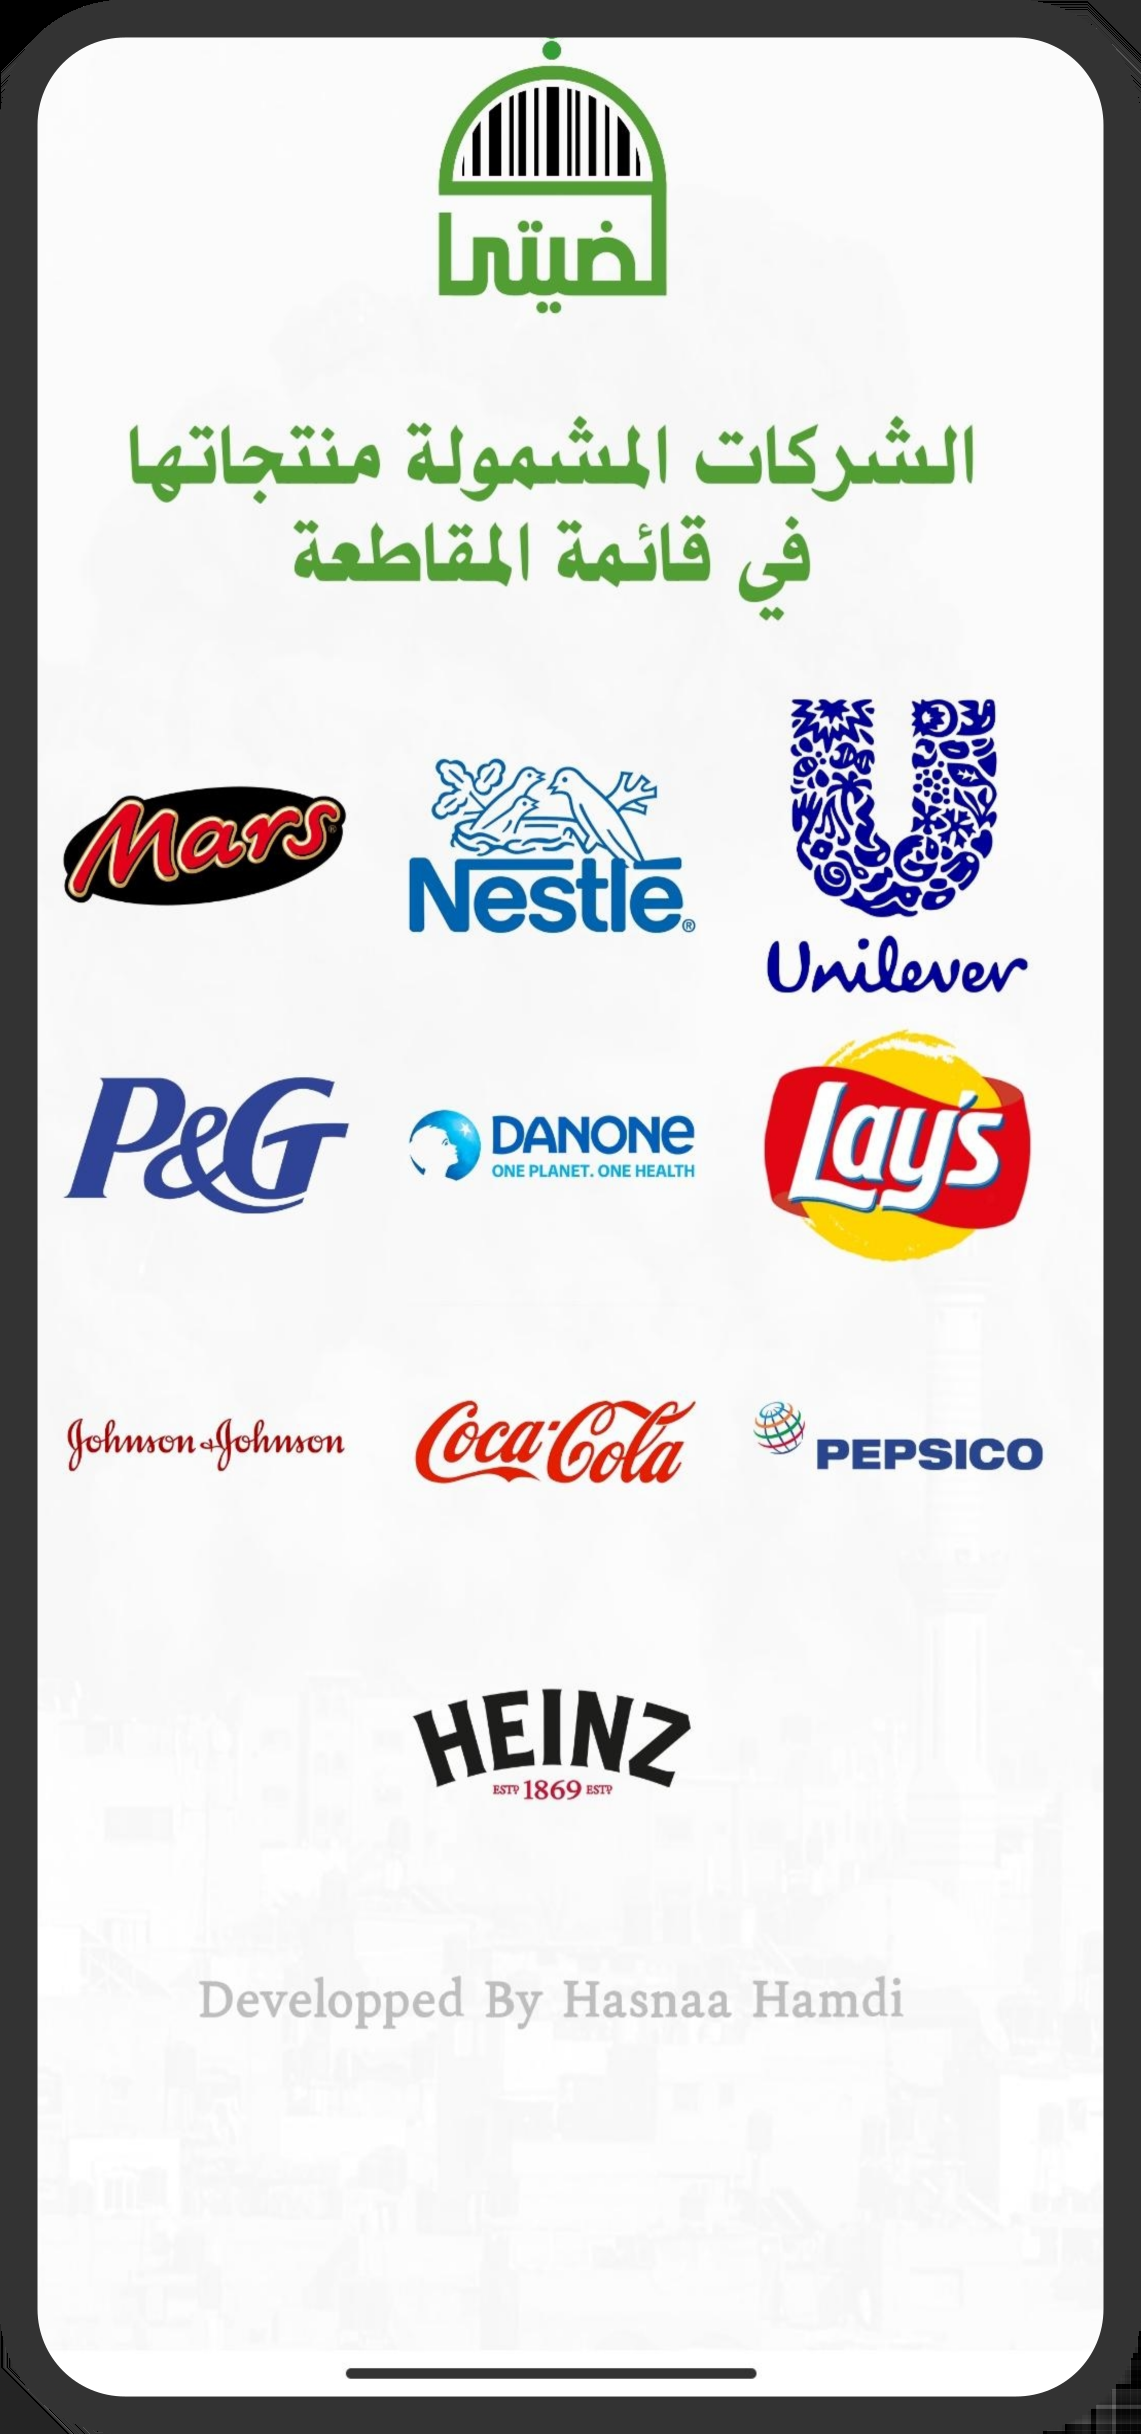 قضيتي
الشركات المشمولة منتجاتها
في قائمة المقاطعة
Mars
Nestlé®
Unilever
P&G
DANONE
ONE PLANET. ONE HEALTH
Lay's
Johnson & Johnson
Coca-Cola
PEPSICO
HEINZ
ESTD 1869 ESTD
Developped By Hasnaa Hamdi